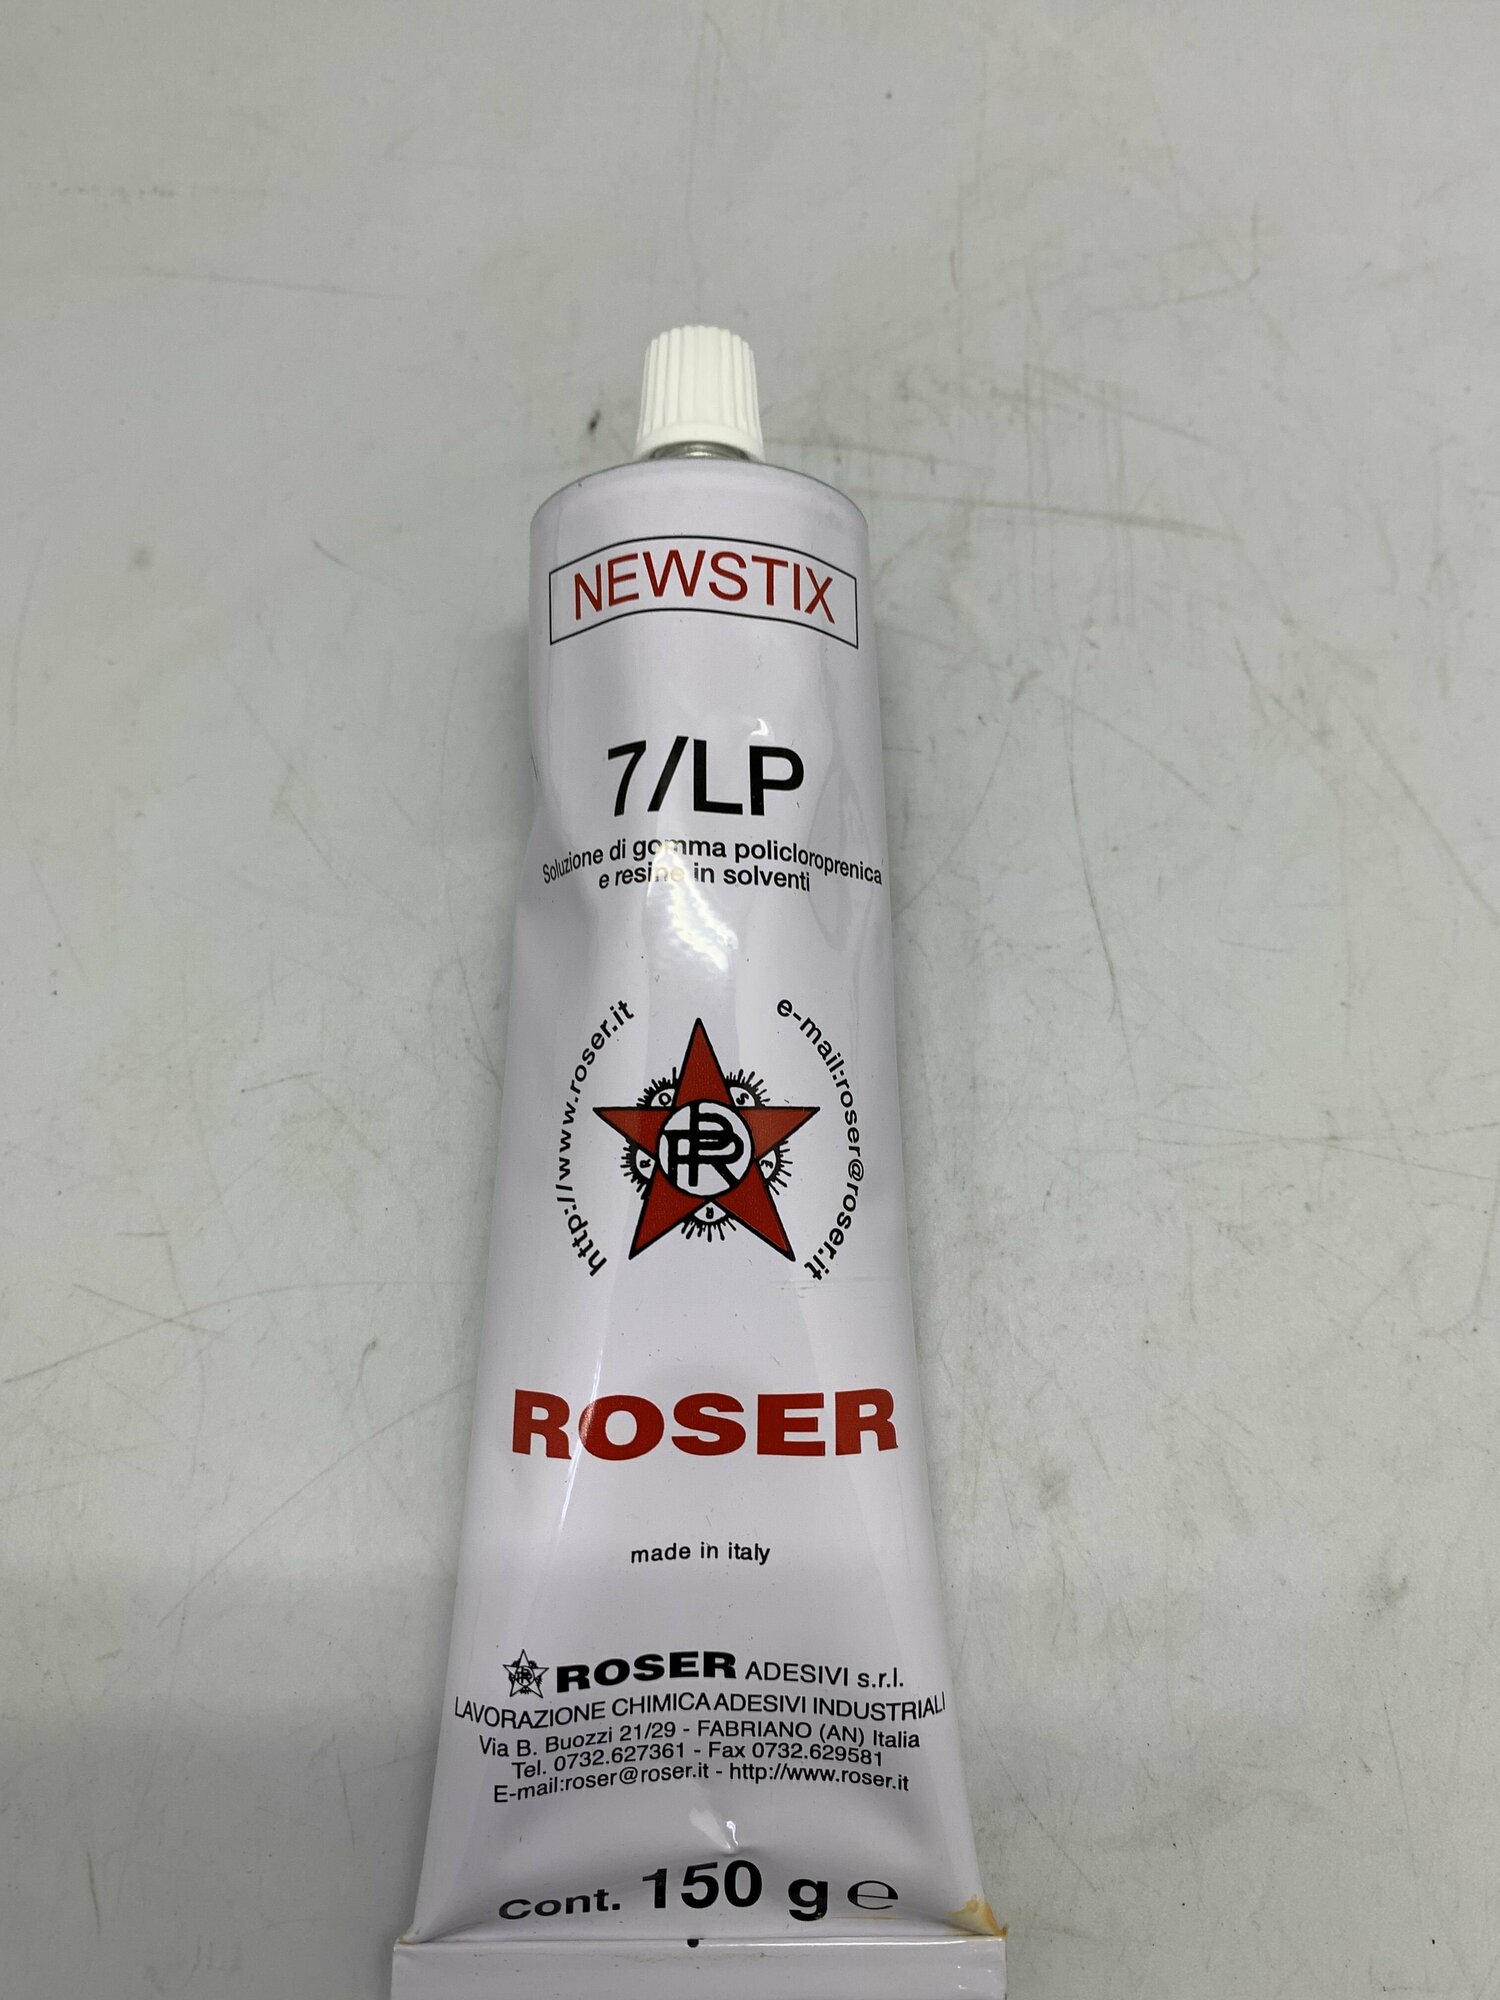 NEWSTIX
7/LP
Soluzione di gomma policloroprenica
e resine in solventi
http://www.roser.it
e-mail:roser@roser.it
ROSER
PR
ROSER
made in italy
ROSER ADESIVI s.r.l.
LAVORAZIONE CHIMICA ADESIVI INDUSTRIALI
Via B. Buozzi 21/29 - FABRIANO (AN) Italia
Tel. 0732.627361 - Fax 0732.629581
E-mail:roser@roser.it - http://www.roser.it
Cont. 150 g ℮